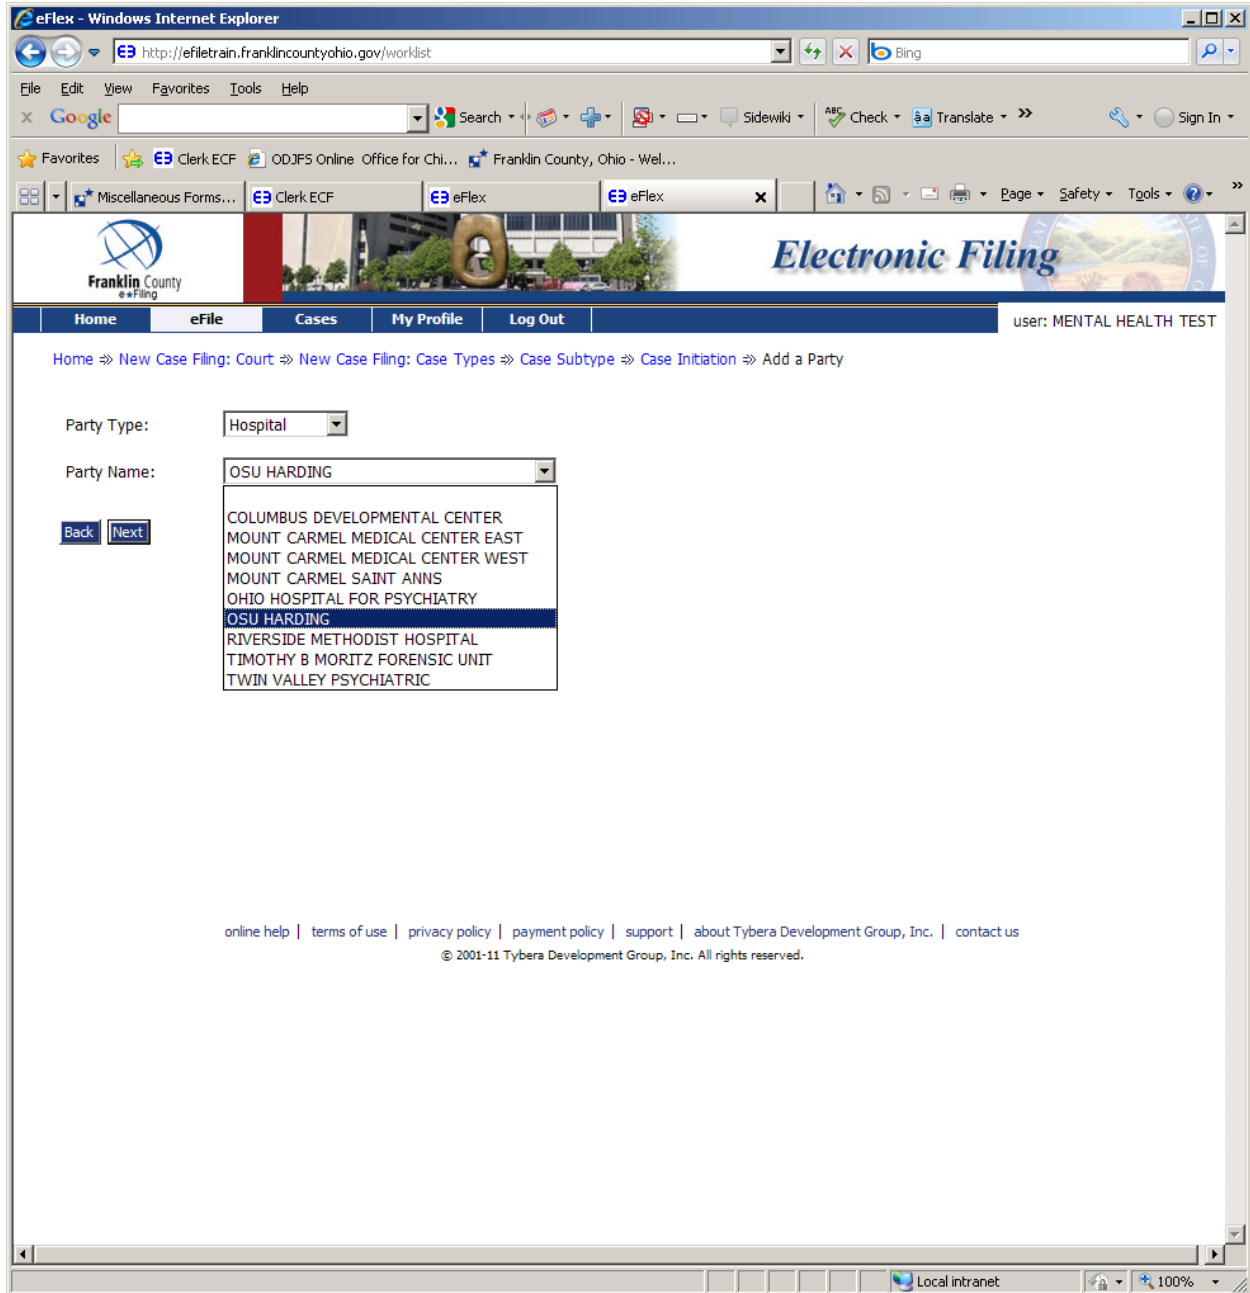 eFlex - Windows Internet Explorer
http://efiletrain.franklincountyohio.gov/worklist
Bing
File Edit View Favorites Tools Help
x Google Search Sidewiki Check Translate Sign In
Favorites Clerk ECF ODJFS Online Office for Chi... Franklin County, Ohio - Wel...
Miscellaneous Forms... Clerk ECF eFlex eFlex x Page Safety Tools
Franklin County
e★Filing
Electronic Filing
Home eFile Cases My Profile Log Out
user: MENTAL HEALTH TEST
Home ⇒ New Case Filing: Court ⇒ New Case Filing: Case Types ⇒ Case Subtype ⇒ Case Initiation ⇒ Add a Party
Party Type: Hospital
Party Name: OSU HARDING
COLUMBUS DEVELOPMENTAL CENTER
MOUNT CARMEL MEDICAL CENTER EAST
MOUNT CARMEL MEDICAL CENTER WEST
MOUNT CARMEL SAINT ANNS
OHIO HOSPITAL FOR PSYCHIATRY
OSU HARDING
RIVERSIDE METHODIST HOSPITAL
TIMOTHY B MORITZ FORENSIC UNIT
TWIN VALLEY PSYCHIATRIC
Back Next
online help | terms of use | privacy policy | payment policy | support | about Tybera Development Group, Inc. | contact us
© 2001-11 Tybera Development Group, Inc. All rights reserved.
Local intranet 100%